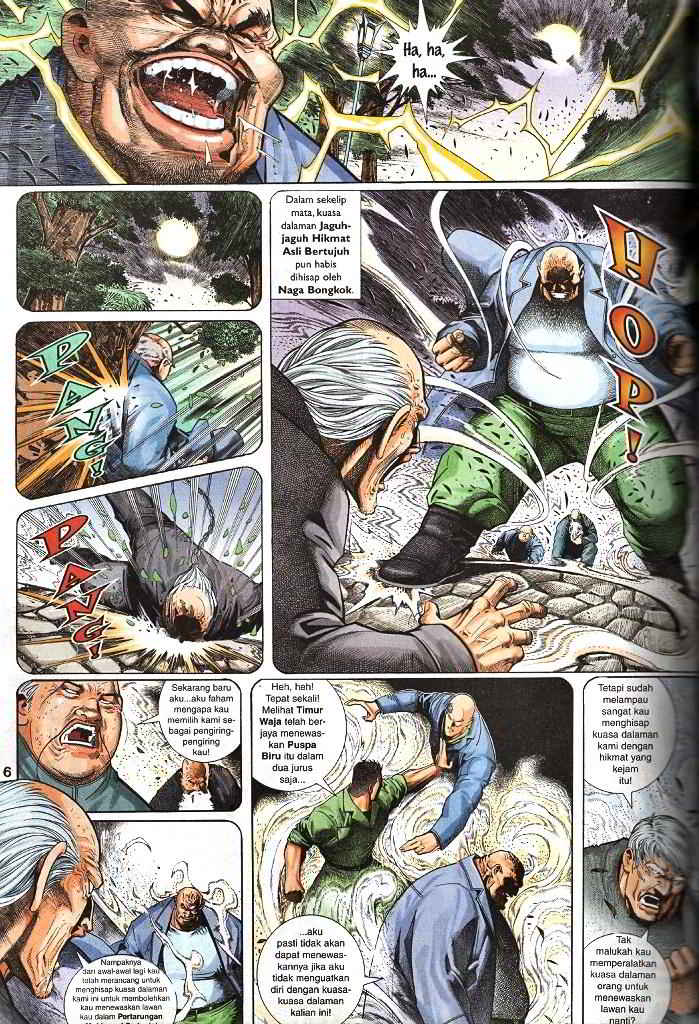 Ha, ha,
ha...
Dalam sekelip
mata, kuasa
dalaman Jaguh-
jaguh Hikmat
Asli Bertujuh
pun habis
dihisap oleh
Naga Bongkok.
HOP!
PANG!
PANG!
Sekarang baru
aku...aku faham
mengapa kau
memilih kami se-
bagai pengiring-
pengiring
kau!
Heh, heh!
Tepat sekali!
Melihat Timur
Waja telah ber-
jaya menewas-
kan Puspa
Biru itu dalam
dua jurus
saja...
Tetapi sudah
melampau
sangat kau
menghisap
kuasa dalaman
kami dengan
hikmat yang
kejam
itu!
6
Nampaknya
dari awal-awal lagi kau
telah merancang untuk
menghisap kuasa dalaman
kami ini untuk membolehkan
kau menewaskan lawan
kau dalam Pertarungan
...aku
pasti tidak akan
dapat menewas-
kannya jika aku
tidak menguatkan
diri dengan kuasa-
kuasa dalaman
kalian ini!
Tak
malukah kau
memperalatkan
kuasa dalaman
orang untuk
menewaskan
lawan kau
nanti?